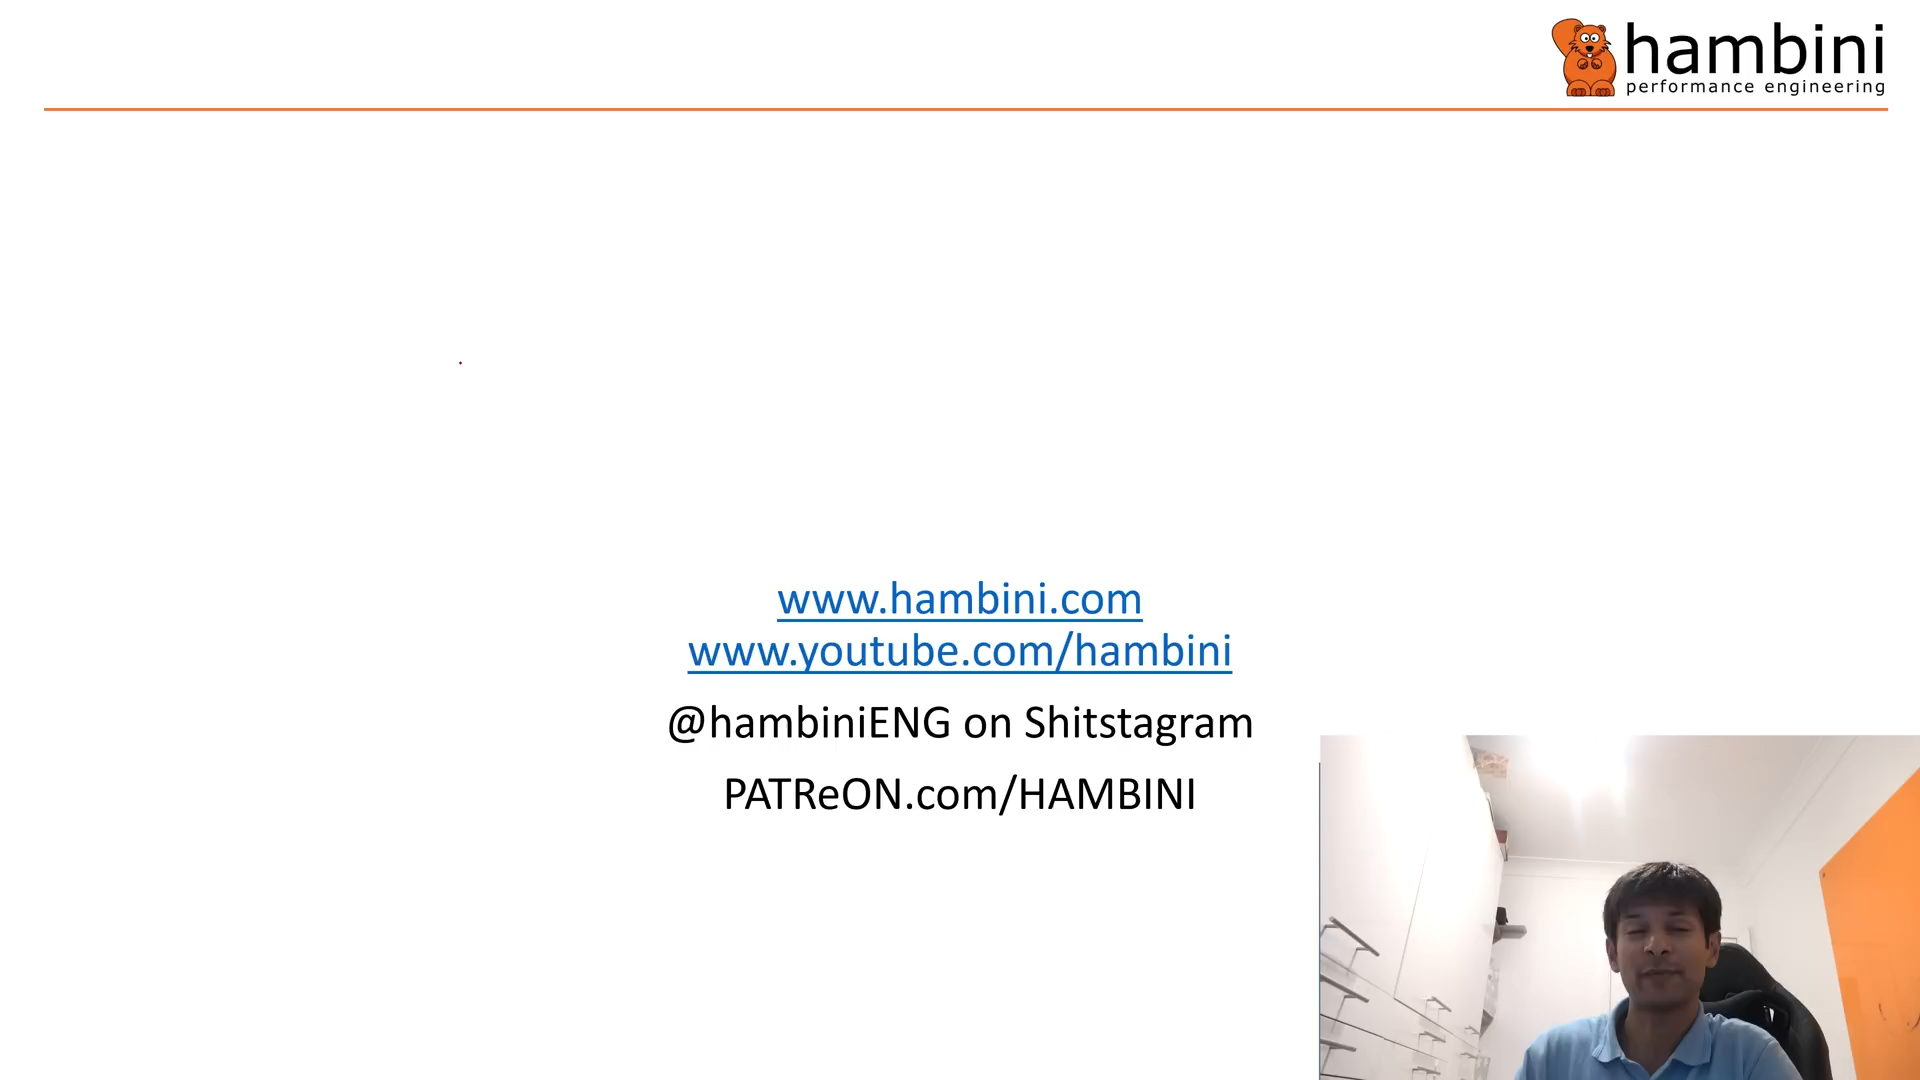 hambini
performance engineering
www.hambini.com
www.youtube.com/hambini
@hambiniENG on Shitstagram
PATReON.com/HAMBINI